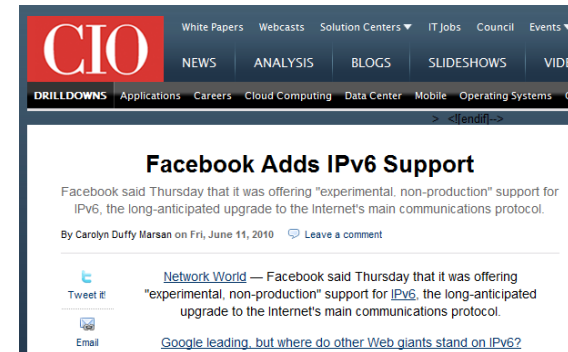 CIO
White Papers Webcasts Solution Centers ▼ IT Jobs Council Events
NEWS ANALYSIS BLOGS SLIDESHOWS
DRILLDOWNS Applications Careers Cloud Computing Data Center Mobile Operating Systems
> <![endif]-->
Facebook Adds IPv6 Support
Facebook said Thursday that it was offering "experimental, non-production" support for
IPv6, the long-anticipated upgrade to the Internet's main communications protocol.
By Carolyn Duffy Marsan on Fri, June 11, 2010 Leave a comment
Tweet it!
Email
Network World — Facebook said Thursday that it was offering
"experimental, non-production" support for IPv6, the long-anticipated
upgrade to the Internet's main communications protocol.
Google leading, but where do other Web giants stand on IPv6?